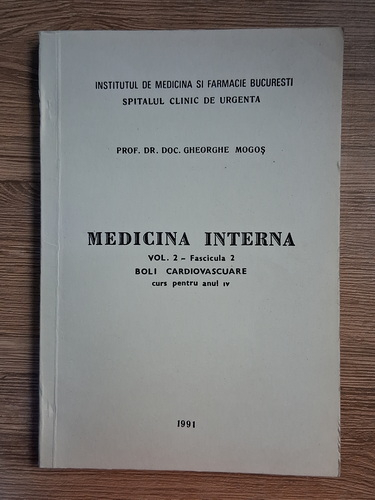 INSTITUTUL DE MEDICINA SI FARMACIE BUCURESTI
SPITALUL CLINIC DE URGENTA
PROF. DR. DOC. GHEORGHE MOGOȘ
MEDICINA INTERNA
VOL. 2 - Fascicula 2
BOLI CARDIOVASCUARE
curs pentru anul IV
1991